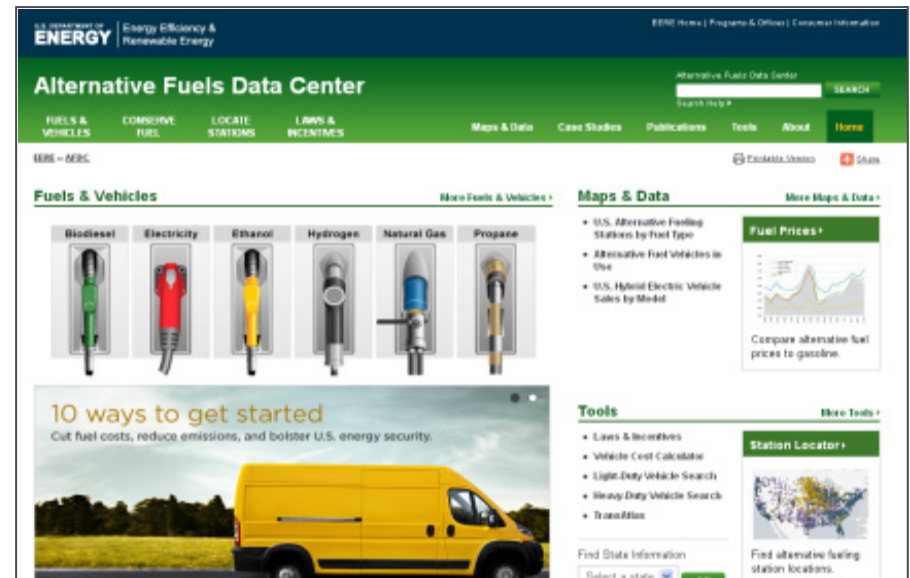 U.S. DEPARTMENT OF
ENERGY
Energy Efficiency &
Renewable Energy
EERE Home | Programs & Offices | Consumer Information
Alternative Fuels Data Center
Alternative Fuels Data Center
SEARCH
Search Help
FUELS &
VEHICLES
CONSERVE
FUEL
LOCATE
STATIONS
LAWS &
INCENTIVES
Maps & Data
Case Studies
Publications
Tools
About
Home
EERE » AFDC
Printable Version
Share
Fuels & Vehicles
More Fuels & Vehicles
Biodiesel
Electricity
Ethanol
Hydrogen
Natural Gas
Propane
10 ways to get started
Cut fuel costs, reduce emissions, and bolster U.S. energy security.
Maps & Data
More Maps & Data
U.S. Alternative Fueling
Stations by Fuel Type
Alternative Fuel Vehicles in
Use
U.S. Hybrid Electric Vehicle
Sales by Model
Fuel Prices
Compare alternative fuel
prices to gasoline.
Tools
More Tools
Laws & Incentives
Vehicle Cost Calculator
Light-Duty Vehicle Search
Heavy-Duty Vehicle Search
TransAtlas
Find State Information
Select a state
Station Locator
Find alternative fueling
station locations.